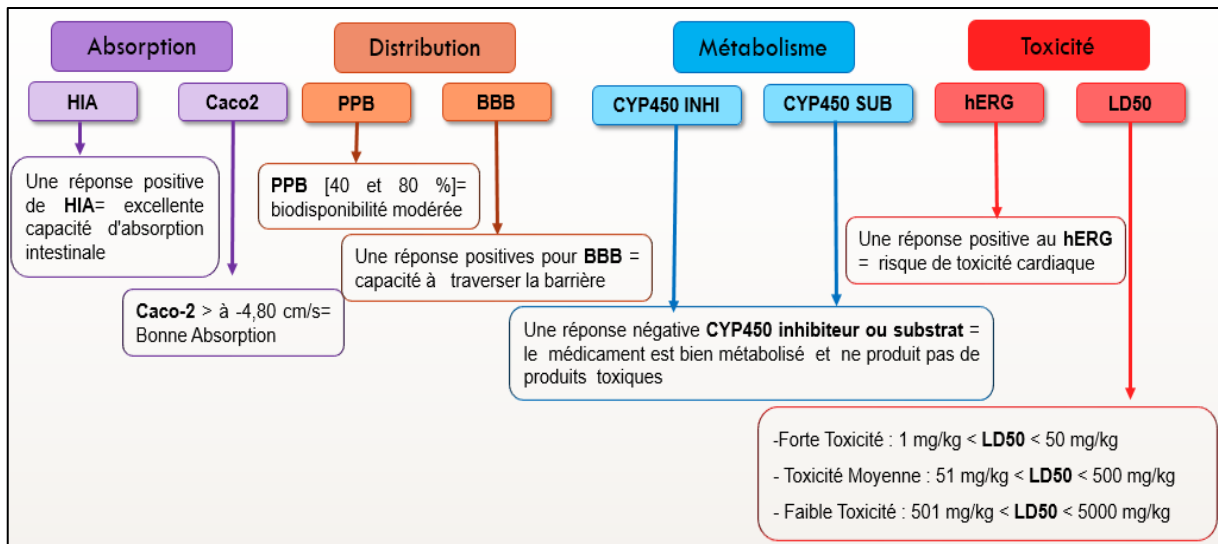 Absorption
Distribution
Métabolisme
Toxicité
HIA
Caco2
PPB
BBB
CYP450 INHI
CYP450 SUB
hERG
LD50
Une réponse positive
de HIA= excellente
capacité d'absorption
intestinale
Caco-2 > à -4,80 cm/s=
Bonne Absorption
PPB [40 et 80 %]=
biodisponibilité modérée
Une réponse positives pour BBB =
capacité à traverser la barrière
Une réponse négative CYP450 inhibiteur ou substrat =
le médicament est bien métabolisé et ne produit pas de
produits toxiques
Une réponse positive au hERG
= risque de toxicité cardiaque
-Forte Toxicité : 1 mg/kg < LD50 < 50 mg/kg
- Toxicité Moyenne : 51 mg/kg < LD50 < 500 mg/kg
- Faible Toxicité : 501 mg/kg < LD50 < 5000 mg/kg